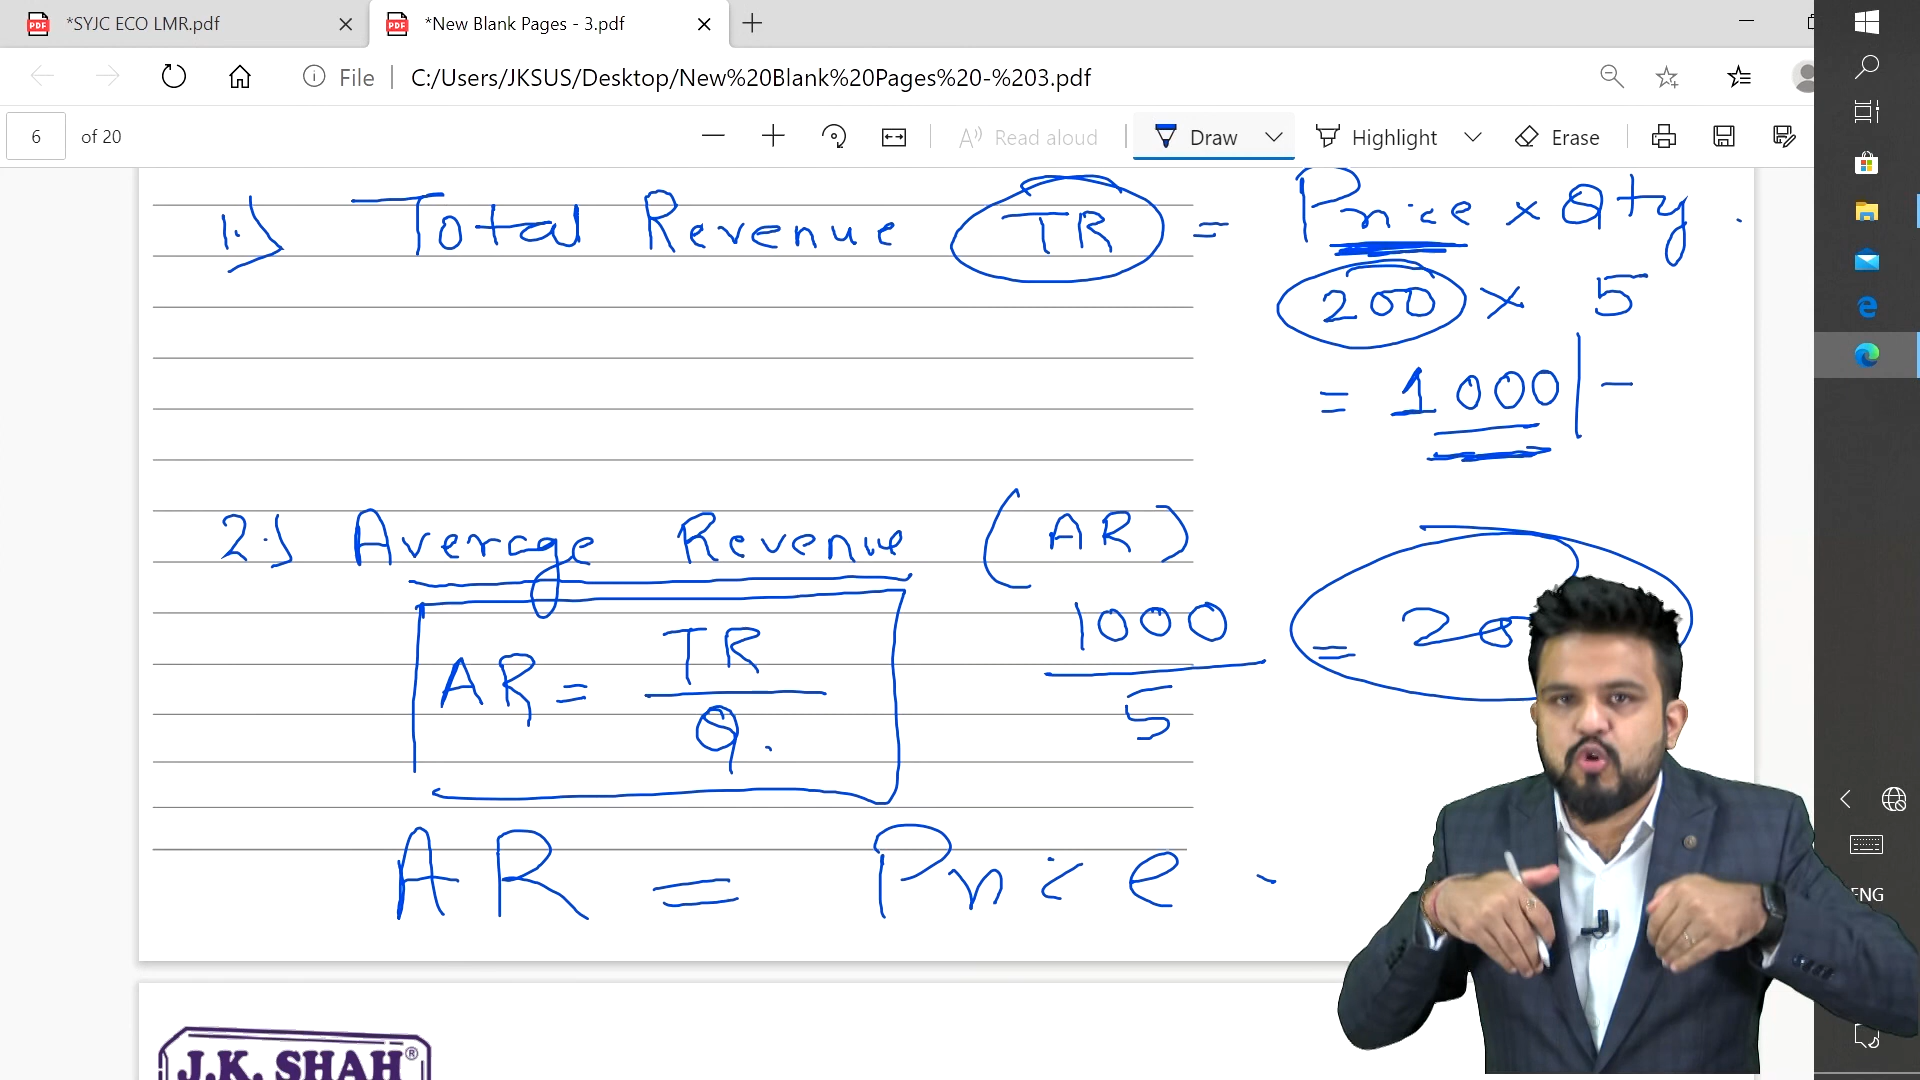 *SYJC ECO LMR.pdf
*New Blank Pages - 3.pdf
File
C:/Users/JKSUS/Desktop/New%20Blank%20Pages%20-%203.pdf
6 of 20
Read aloud
Draw
Highlight
Erase
1.) Total Revenue TR = Price × Qty.
200 × 5
= 1000/-
2.) Average Revenue (AR)
AR = TR / Q.
1000 / 5 = 20
AR = Price.
ENG
J.K. SHAH®